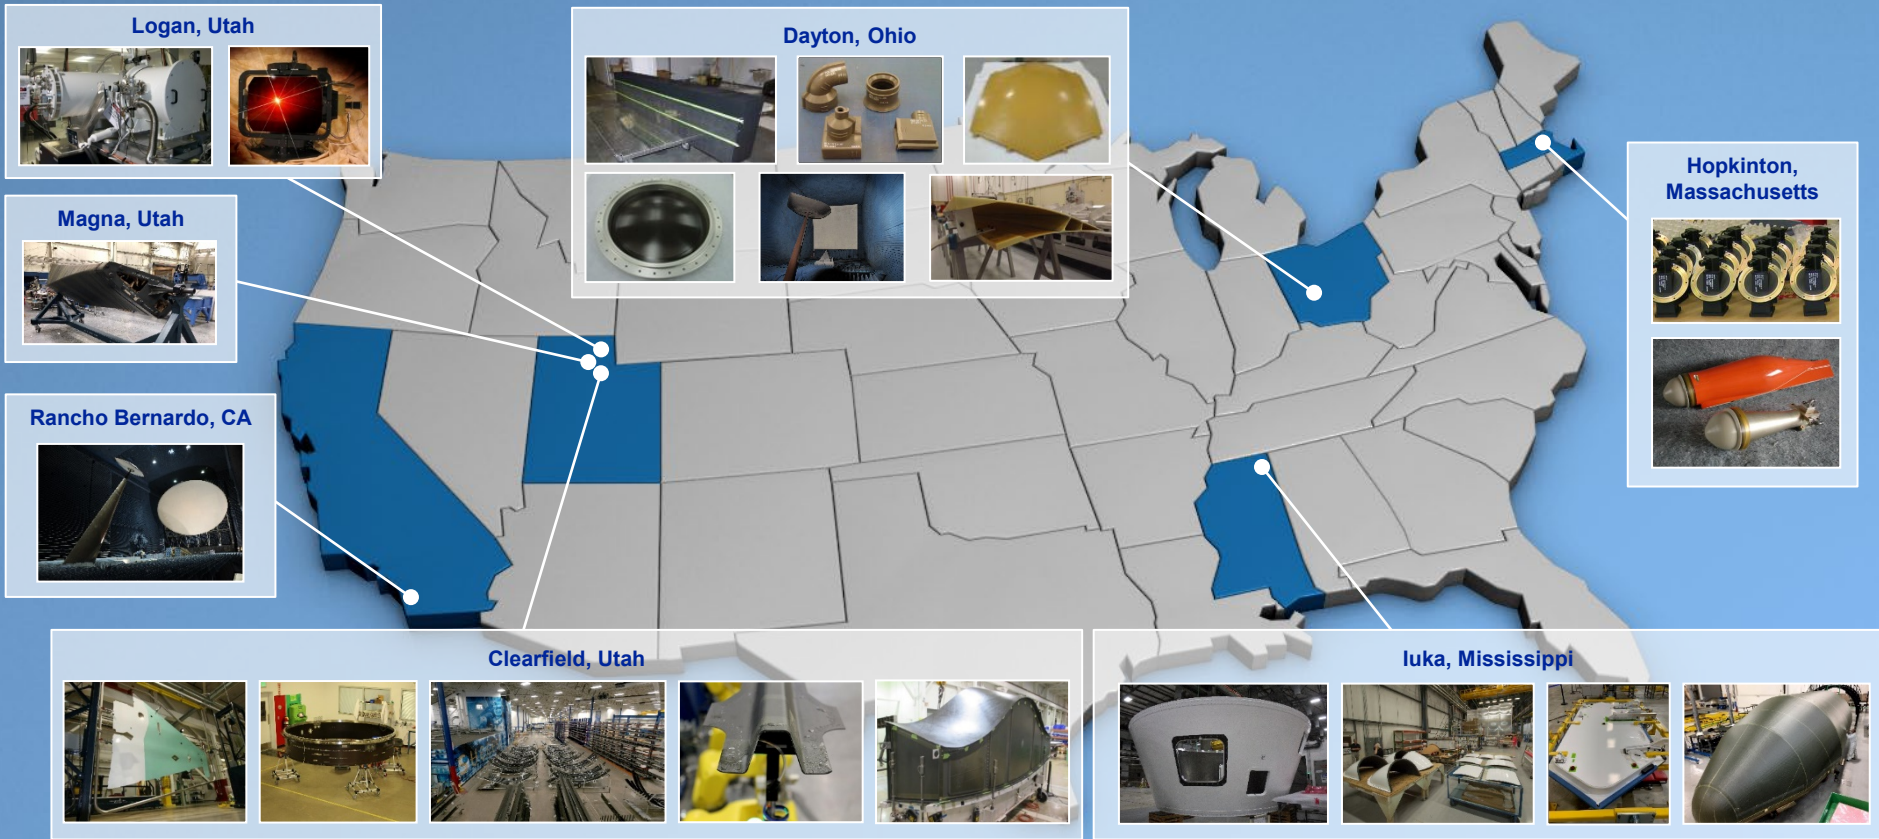 Logan, Utah
Dayton, Ohio
Magna, Utah
Hopkinton,
Massachusetts
Rancho Bernardo, CA
Clearfield, Utah
Iuka, Mississippi